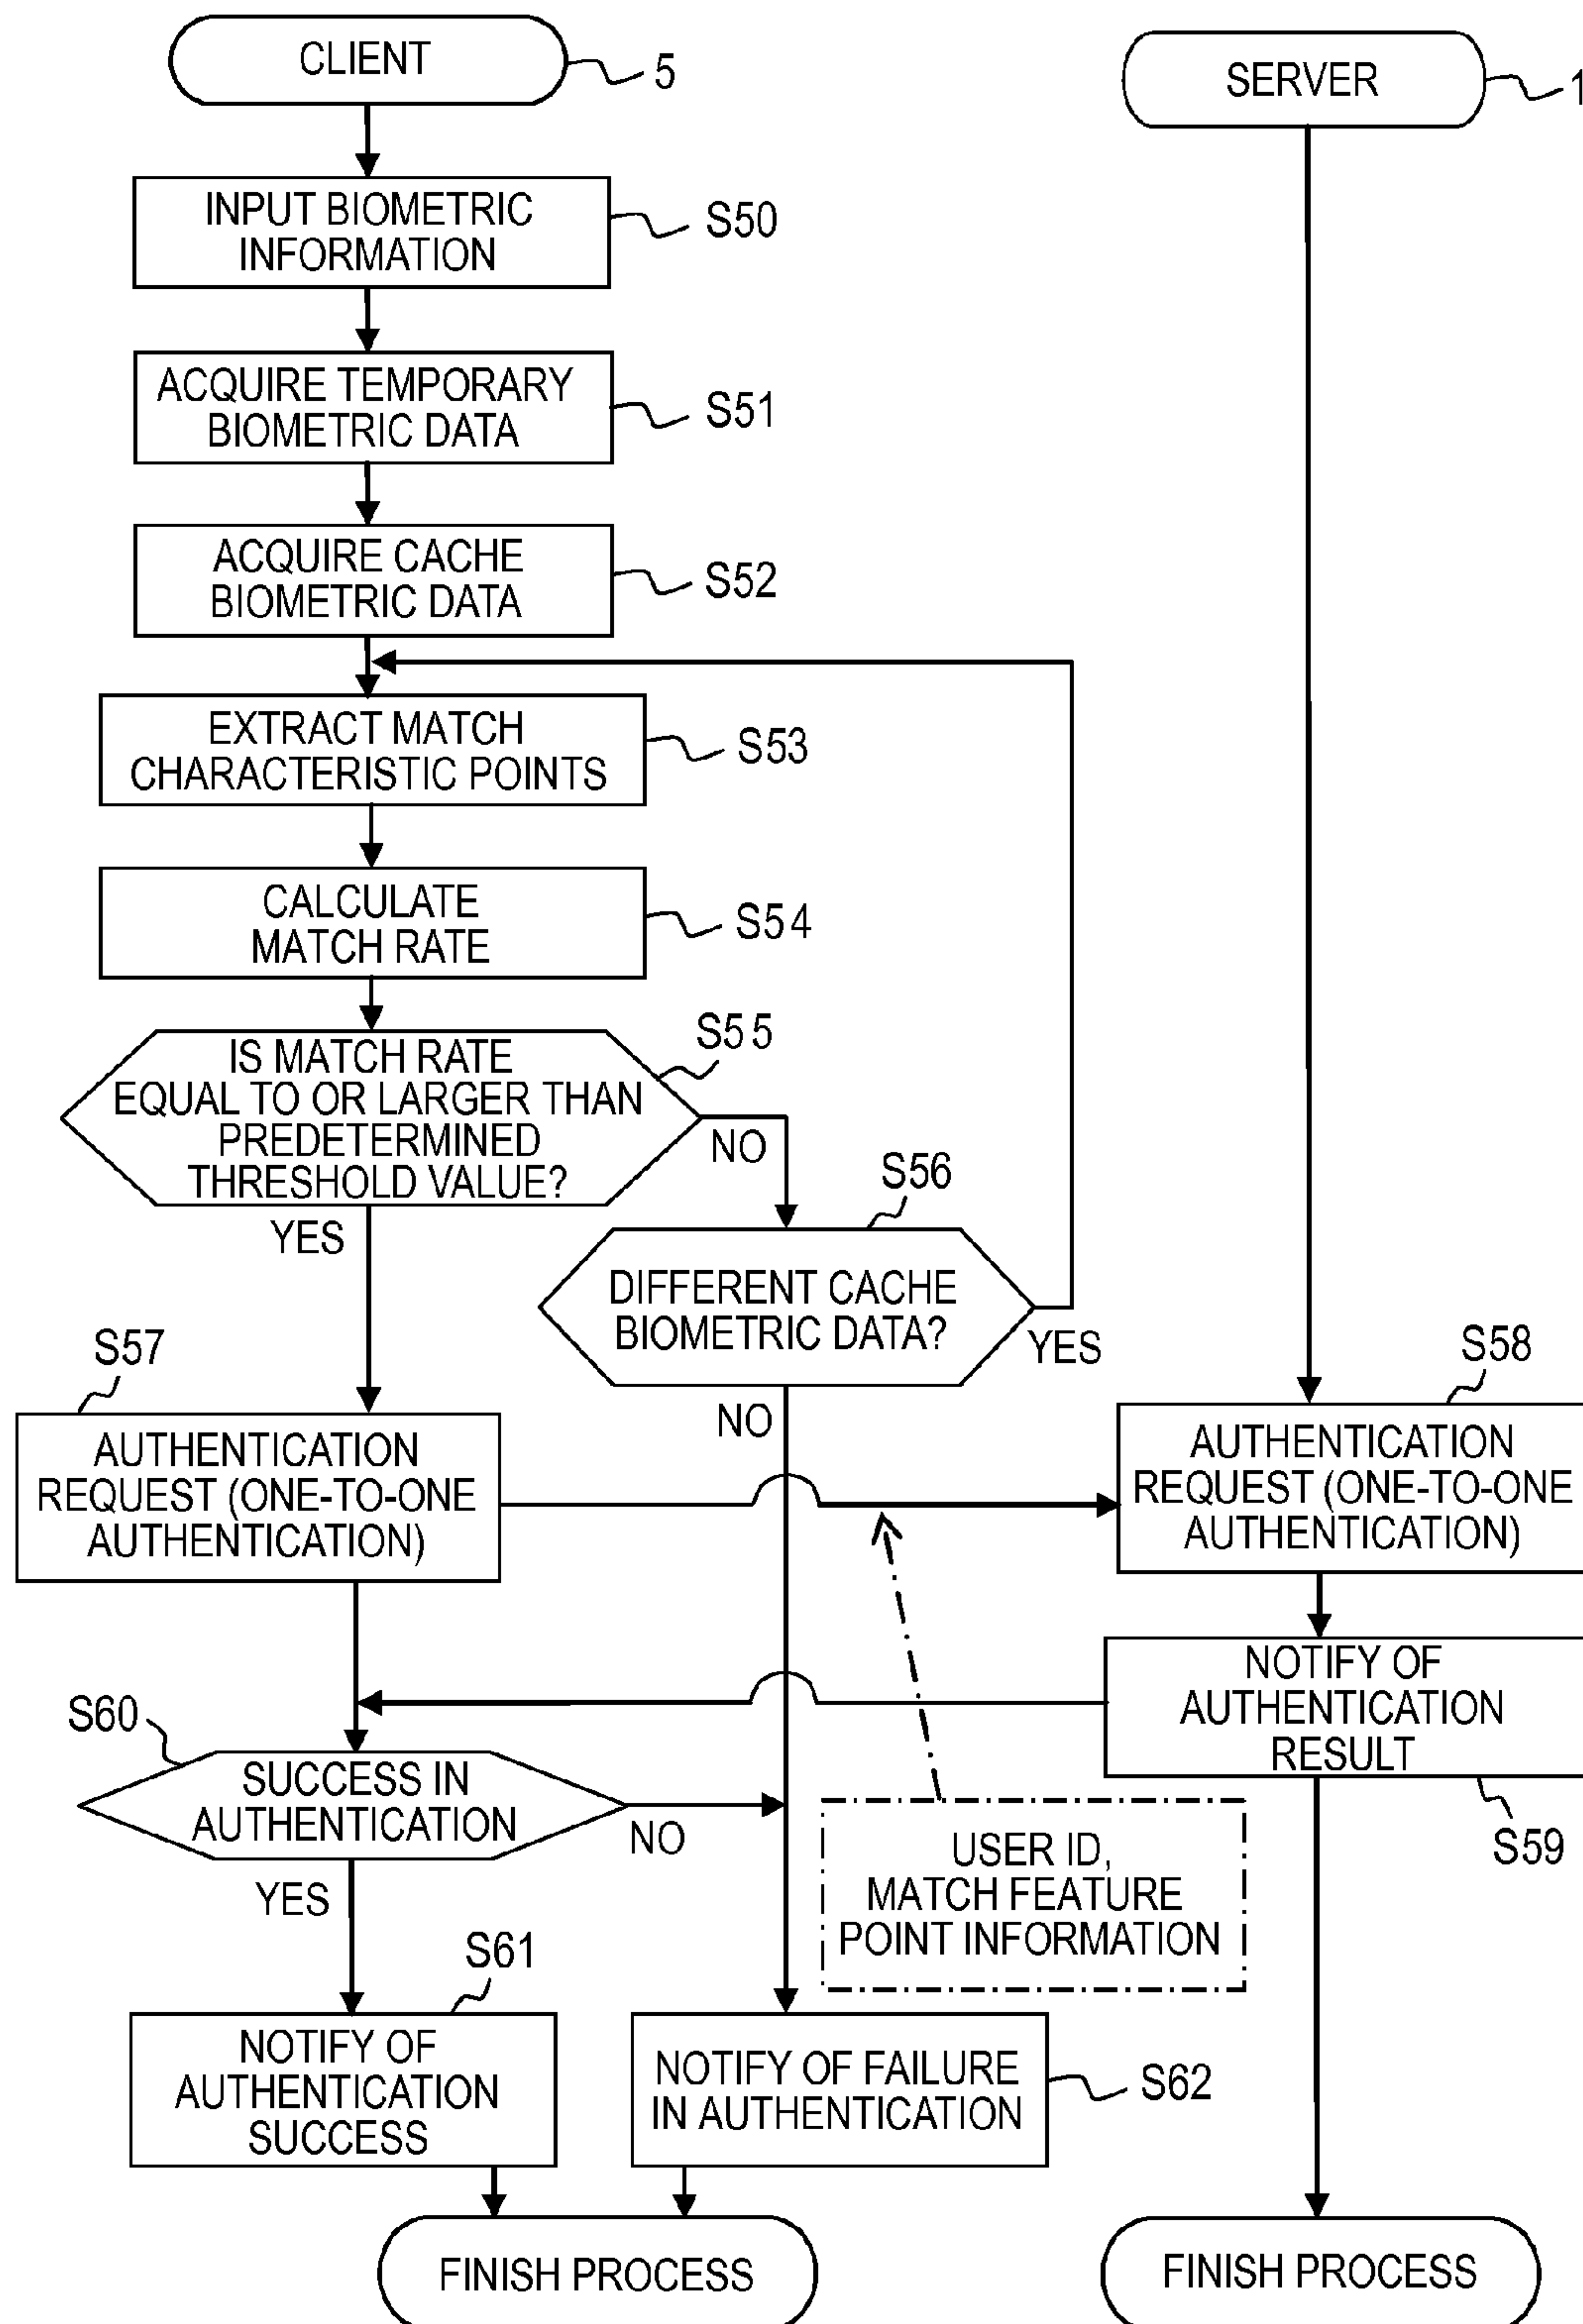 CLIENT
5
SERVER
1
INPUT BIOMETRIC
INFORMATION
S50
ACQUIRE TEMPORARY
BIOMETRIC DATA
S51
ACQUIRE CACHE
BIOMETRIC DATA
S52
EXTRACT MATCH
CHARACTERISTIC POINTS
S53
CALCULATE
MATCH RATE
S54
IS MATCH RATE
EQUAL TO OR LARGER THAN
PREDETERMINED
THRESHOLD VALUE?
S55
NO
YES
S56
DIFFERENT CACHE
BIOMETRIC DATA?
YES
NO
S57
AUTHENTICATION
REQUEST (ONE-TO-ONE
AUTHENTICATION)
S58
AUTHENTICATION
REQUEST (ONE-TO-ONE
AUTHENTICATION)
NOTIFY OF
AUTHENTICATION
RESULT
S59
S60
SUCCESS IN
AUTHENTICATION
NO
YES
USER ID,
MATCH FEATURE
POINT INFORMATION
S61
NOTIFY OF
AUTHENTICATION
SUCCESS
NOTIFY OF FAILURE
IN AUTHENTICATION
S62
FINISH PROCESS
FINISH PROCESS